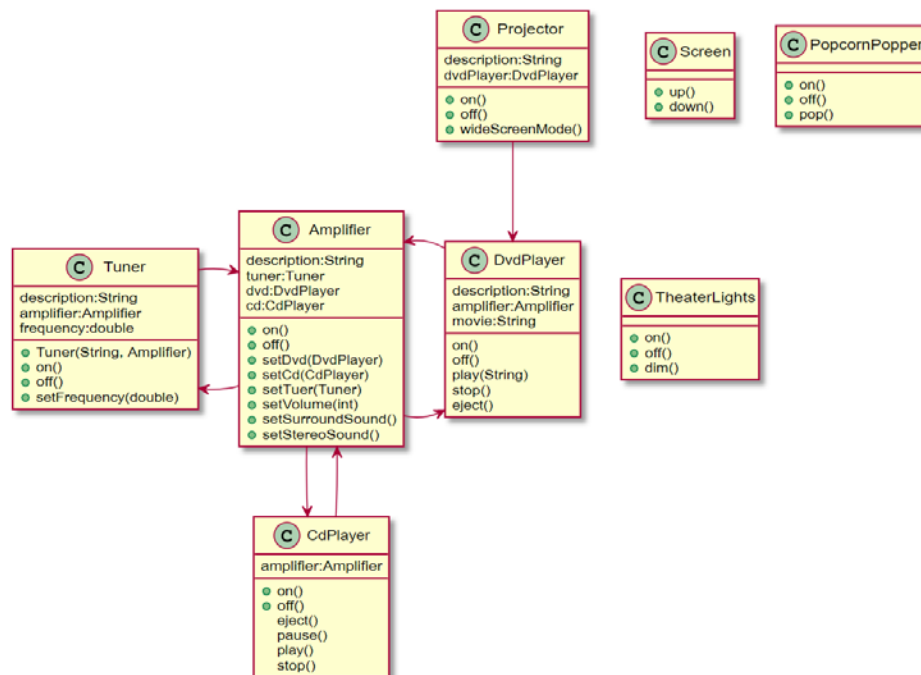 C Projector
description:String
dvdPlayer:DvdPlayer
on()
off()
wideScreenMode()
C Screen
up()
down()
C PopcornPopper
on()
off()
pop()
C Tuner
description:String
amplifier:Amplifier
frequency:double
Tuner(String, Amplifier)
on()
off()
setFrequency(double)
C Amplifier
description:String
tuner:Tuner
dvd:DvdPlayer
cd:CdPlayer
on()
off()
setDvd(DvdPlayer)
setCd(CdPlayer)
setTuer(Tuner)
setVolume(int)
setSurroundSound()
setStereoSound()
C DvdPlayer
description:String
amplifier:Amplifier
movie:String
on()
off()
play(String)
stop()
eject()
C TheaterLights
on()
off()
dim()
C CdPlayer
amplifier:Amplifier
on()
off()
eject()
pause()
play()
stop()